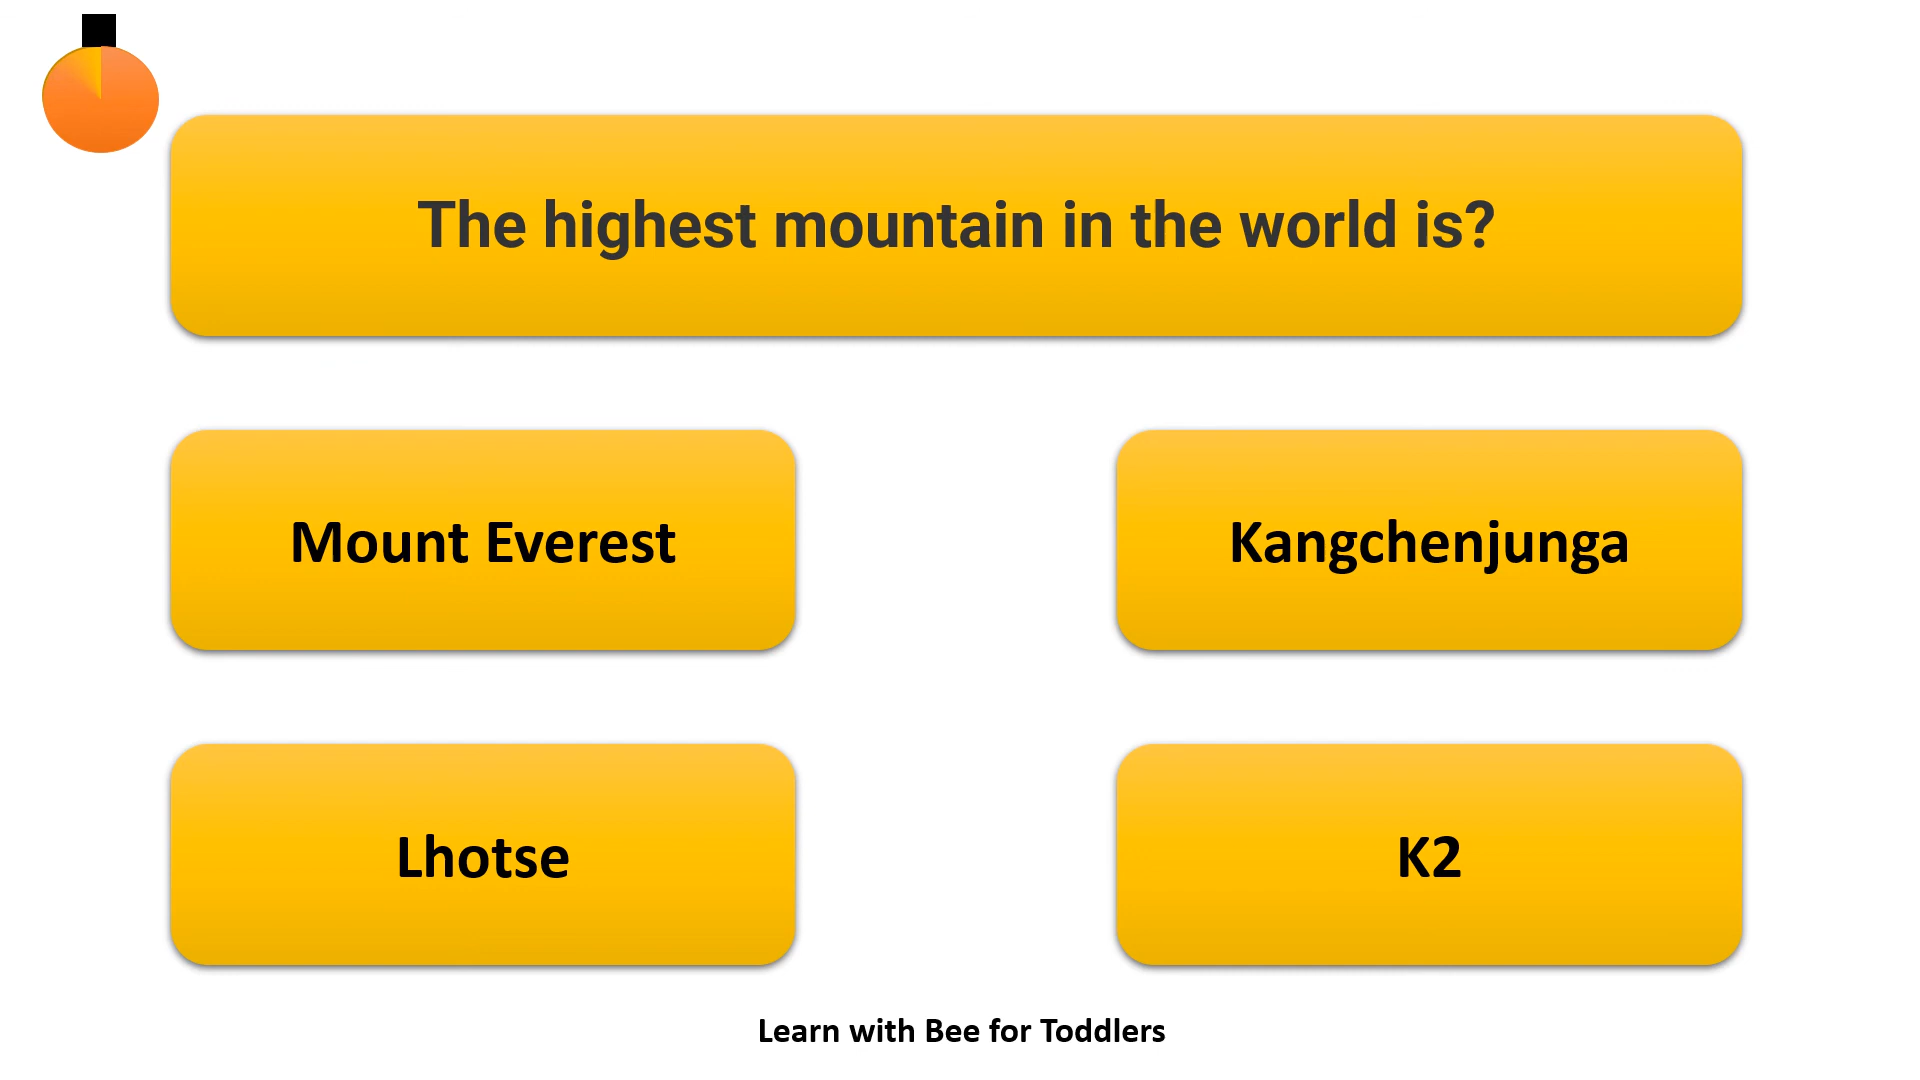 The highest mountain in the world is?
Mount Everest
Kangchenjunga
Lhotse
K2
Learn with Bee for Toddlers